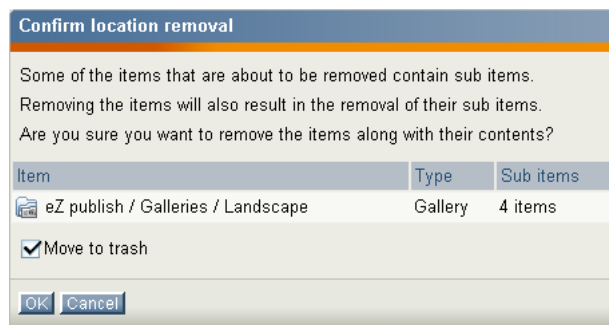 Confirm location removal
Some of the items that are about to be removed contain sub items.
Removing the items will also result in the removal of their sub items.
Are you sure you want to remove the items along with their contents?
Item Type Sub items
eZ publish / Galleries / Landscape Gallery 4 items
Move to trash
OK Cancel